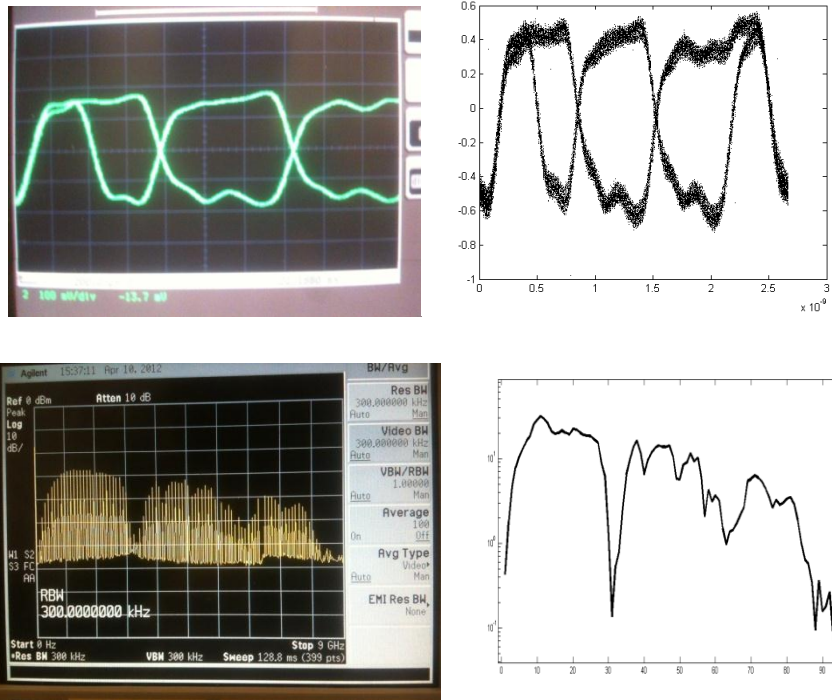 2 100 mV/div -13.7 mV
0.6
0.4
0.2
0
-0.2
-0.4
-0.6
-0.8
-1
0 0.5 1 1.5 2 2.5 3
x 10⁻⁹
Agilent 15:37:11 Apr 10, 2012
Ref 0 dBm Atten 10 dB
Peak
Log
10
dB/
W1 S2
S3 FC
AA
RBW
300.0000000 kHz
Start 0 Hz Stop 9 GHz
*Res BW 300 kHz VBW 300 kHz Sweep 128.8 ms (399 pts)
BW/Avg
Res BW
300.000000 kHz
Auto Man
Video BW
300.000000 kHz
Auto Man
VBW/RBW
1.00000
Auto Man
Average
100
On Off
Avg Type
Video
Auto Man
EMI Res BW
None
10¹
10⁰
10⁻¹
0 10 20 30 40 50 60 70 80 90